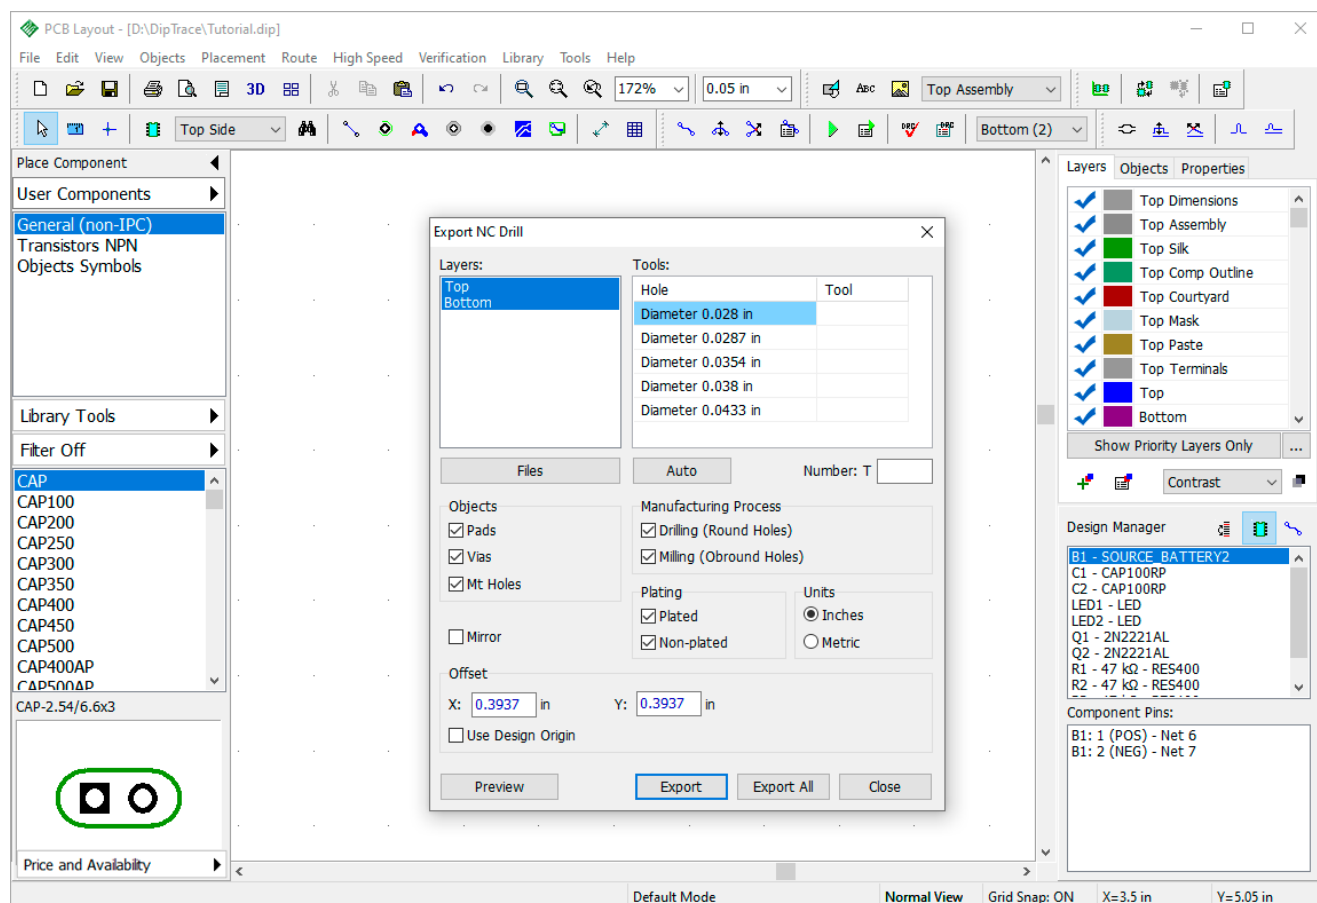 PCB Layout - [D:\DipTrace\Tutorial.dip]
File Edit View Objects Placement Route High Speed Verification Library Tools Help
3D 172% 0.05 in ABC Top Assembly
Top Side DRC DRC Bottom (2)
Place Component
User Components
General (non-IPC)
Transistors NPN
Objects Symbols
Library Tools
Filter Off
CAP
CAP100
CAP200
CAP250
CAP300
CAP350
CAP400
CAP450
CAP500
CAP400AP
CAP500AP
CAP-2.54/6.6x3
Price and Availability
Export NC Drill
Layers:
Top
Bottom
Files
Tools:
Hole Tool
Diameter 0.028 in
Diameter 0.0287 in
Diameter 0.0354 in
Diameter 0.038 in
Diameter 0.0433 in
Auto Number: T
Objects
Pads
Vias
Mt Holes
Mirror
Manufacturing Process
Drilling (Round Holes)
Milling (Obround Holes)
Plating
Plated
Non-plated
Units
Inches
Metric
Offset
X: 0.3937 in Y: 0.3937 in
Use Design Origin
Preview Export Export All Close
Layers Objects Properties
Top Dimensions
Top Assembly
Top Silk
Top Comp Outline
Top Courtyard
Top Mask
Top Paste
Top Terminals
Top
Bottom
Show Priority Layers Only ...
Contrast
Design Manager
B1 - SOURCE_BATTERY2
C1 - CAP100RP
C2 - CAP100RP
LED1 - LED
LED2 - LED
Q1 - 2N2221AL
Q2 - 2N2221AL
R1 - 47 kΩ - RES400
R2 - 47 kΩ - RES400
Component Pins:
B1: 1 (POS) - Net 6
B1: 2 (NEG) - Net 7
Default Mode Normal View Grid Snap: ON X=3.5 in Y=5.05 in